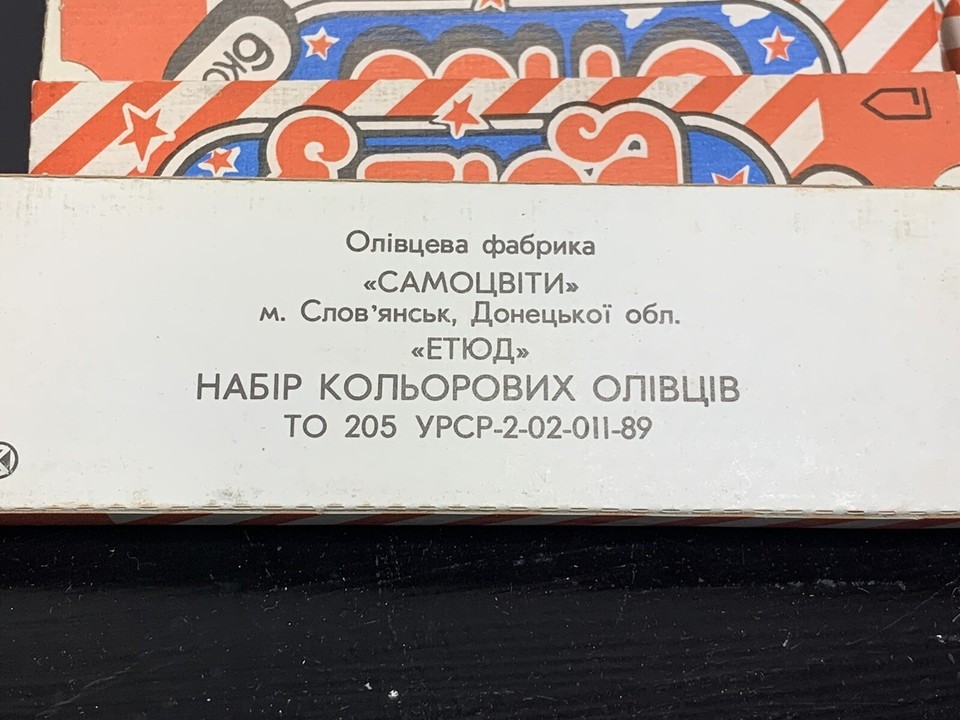 Олівцева фабрика
«САМОЦВІТИ»
м. Слов'янськ, Донецької обл.
«ЕТЮД»
НАБІР КОЛЬОРОВИХ ОЛІВЦІВ
ТО 205 УРСР-2-02-011-89